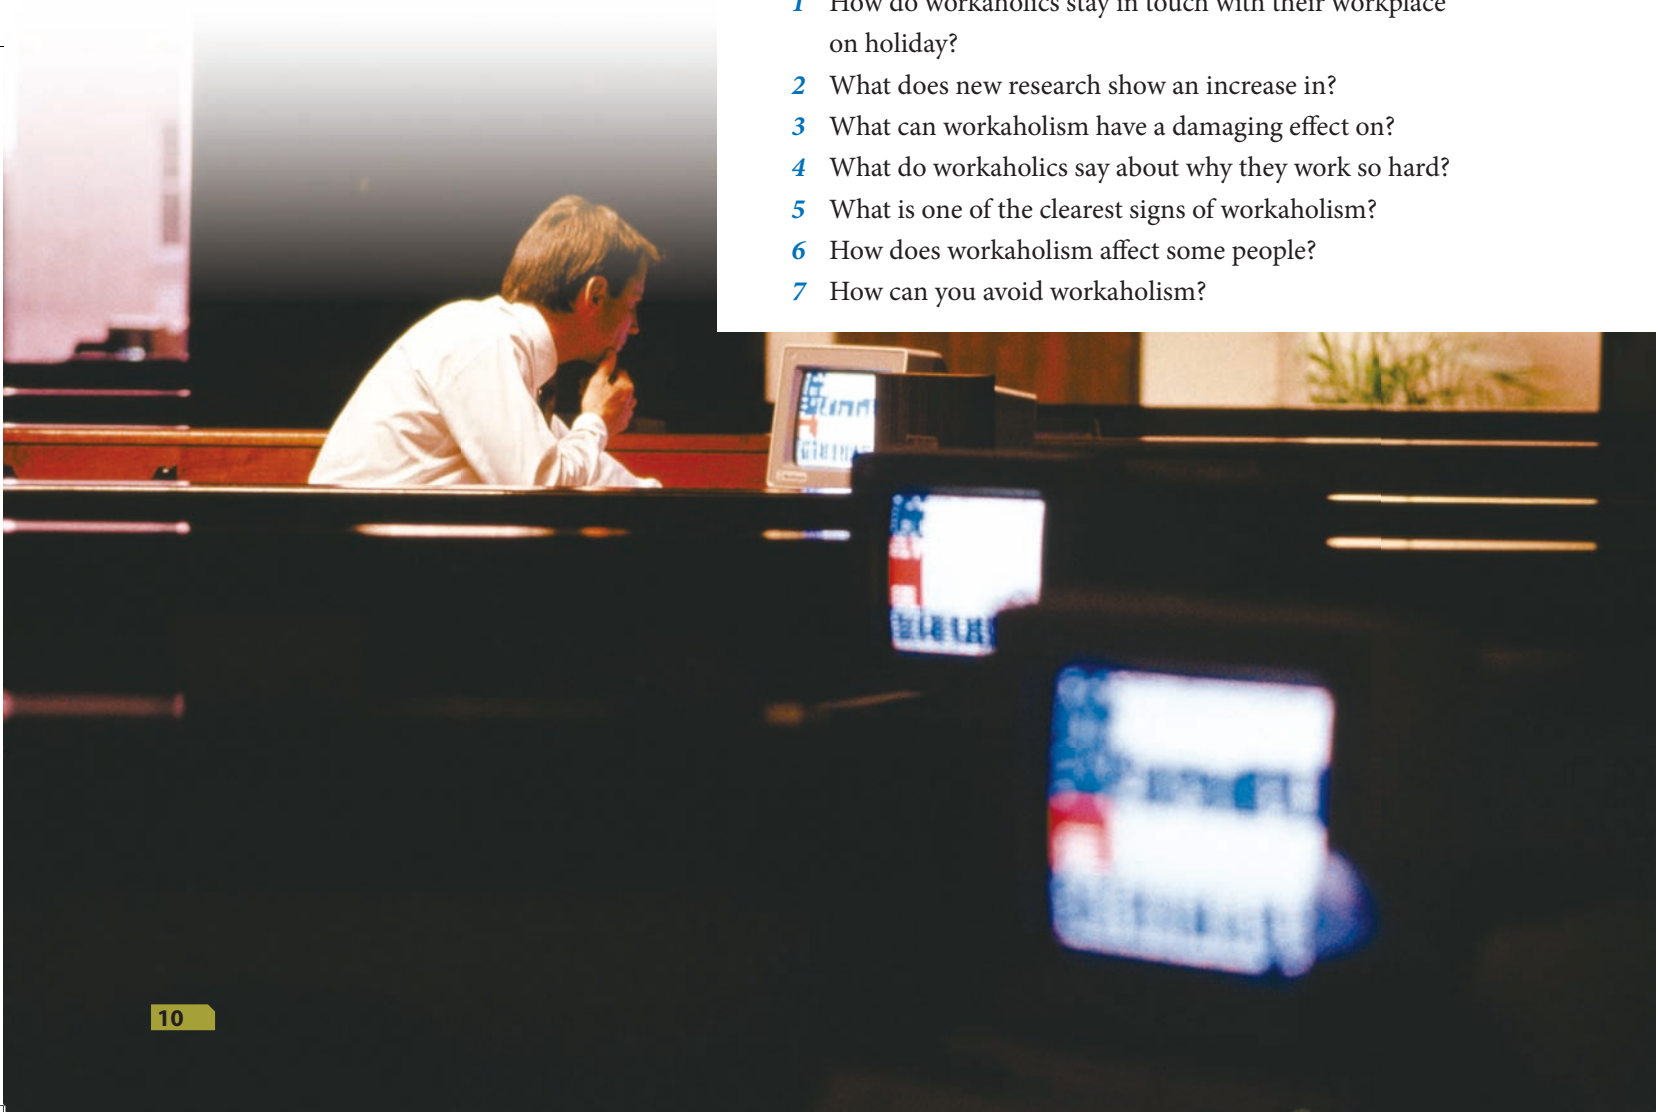 1 How do workaholics stay in touch with their workplace
on holiday?
2 What does new research show an increase in?
3 What can workaholism have a damaging effect on?
4 What do workaholics say about why they work so hard?
5 What is one of the clearest signs of workaholism?
6 How does workaholism affect some people?
7 How can you avoid workaholism?
10